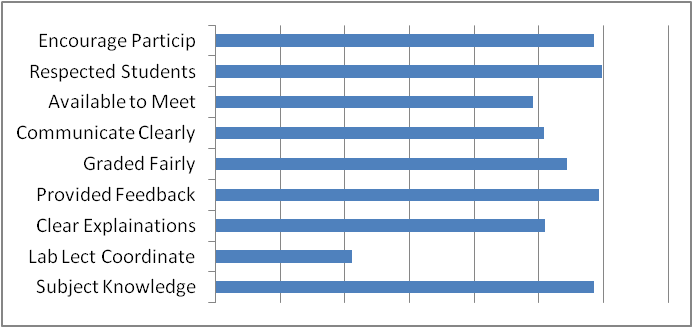 Encourage Particip
Respected Students
Available to Meet
Communicate Clearly
Graded Fairly
Provided Feedback
Clear Explainations
Lab Lect Coordinate
Subject Knowledge